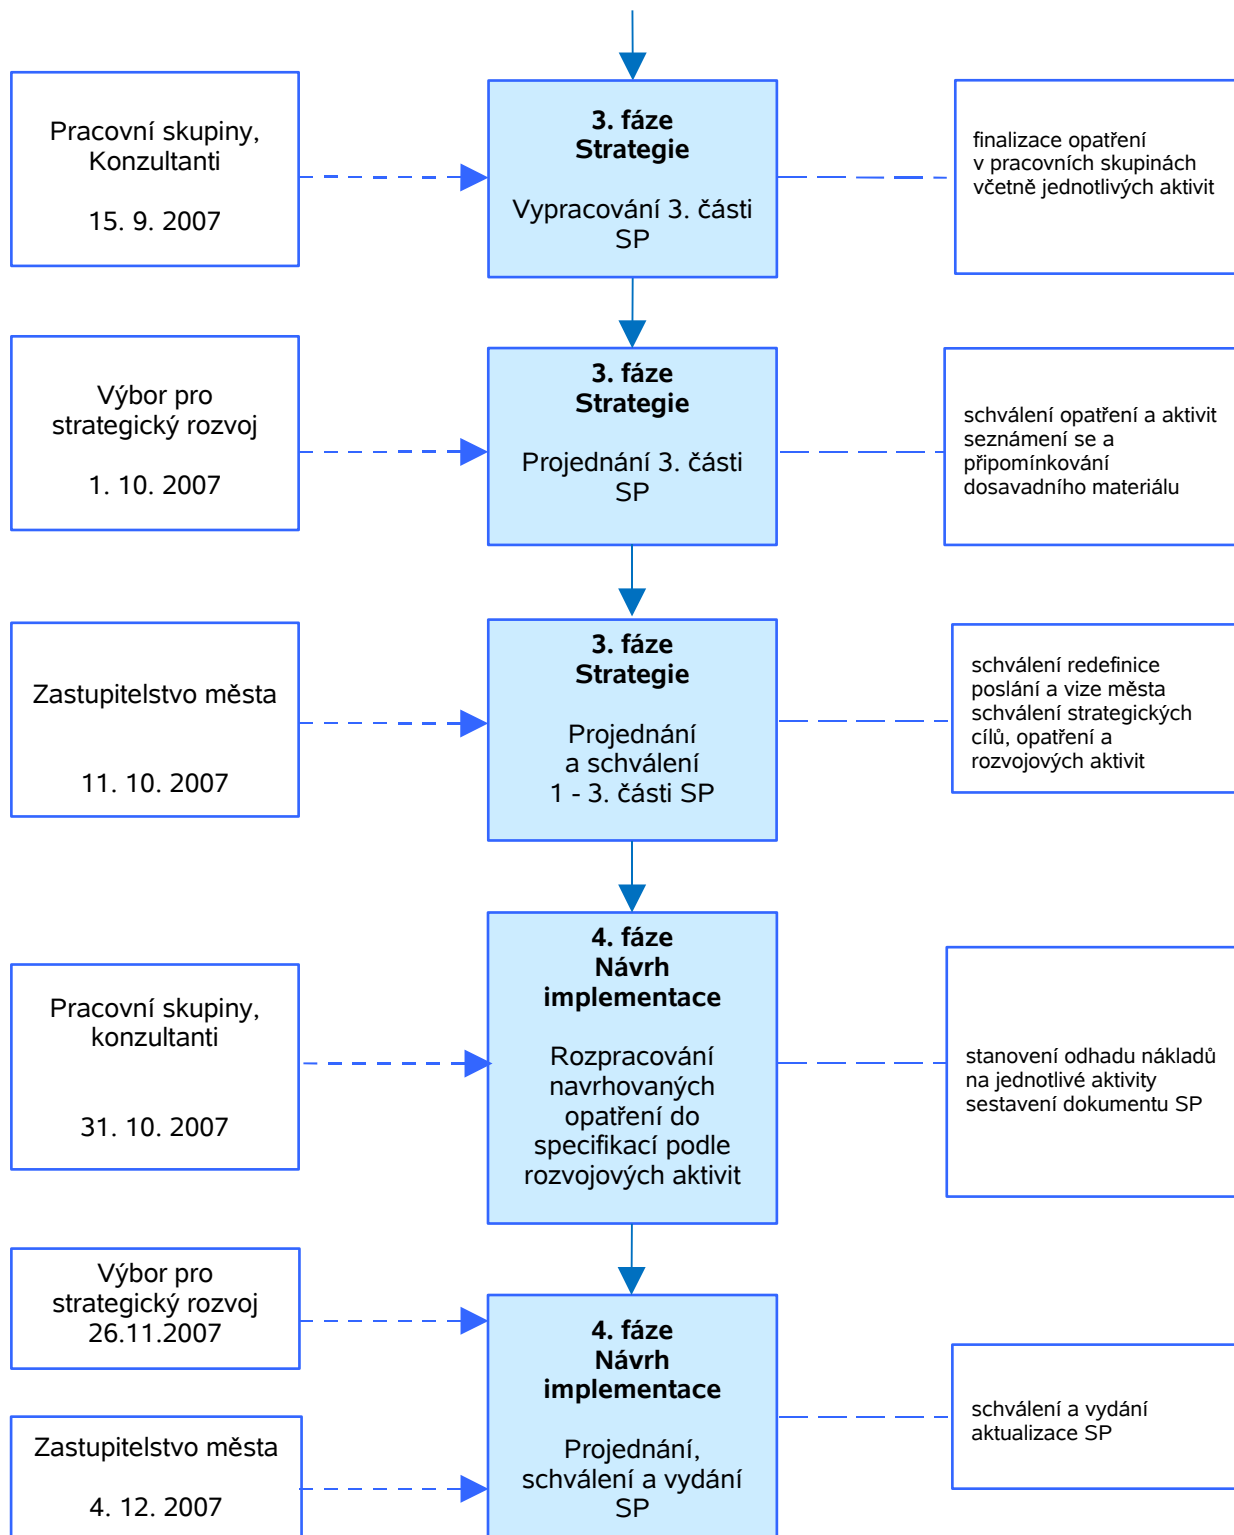 Pracovní skupiny,
Konzultanti
15. 9. 2007
3. fáze
Strategie
Vypracování 3. části
SP
finalizace opatření
v pracovních skupinách
včetně jednotlivých aktivit
Výbor pro
strategický rozvoj
1. 10. 2007
3. fáze
Strategie
Projednání 3. části
SP
schválení opatření a aktivit
seznámení se a
připomínkování
dosavadního materiálu
Zastupitelstvo města
11. 10. 2007
3. fáze
Strategie
Projednání
a schválení
1 - 3. části SP
schválení redefinice
poslání a vize města
schválení strategických
cílů, opatření a
rozvojových aktivit
Pracovní skupiny,
konzultanti
31. 10. 2007
4. fáze
Návrh
implementace
Rozpracování
navrhovaných
opatření do
specifikací podle
rozvojových aktivit
stanovení odhadu nákladů
na jednotlivé aktivity
sestavení dokumentu SP
Výbor pro
strategický rozvoj
26.11.2007
Zastupitelstvo města
4. 12. 2007
4. fáze
Návrh
implementace
Projednání,
schválení a vydání
SP
schválení a vydání
aktualizace SP